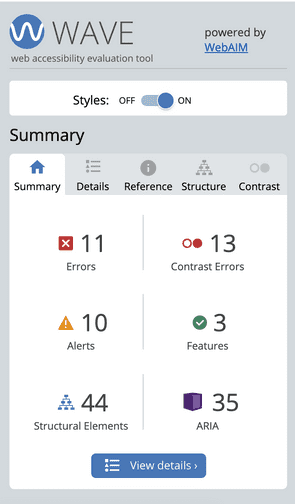 WAVE
powered by
WebAIM
web accessibility evaluation tool
Styles: OFF ON
Summary
Summary Details Reference Structure Contrast
11 13
Errors Contrast Errors
10 3
Alerts Features
44 35
Structural Elements ARIA
View details ›